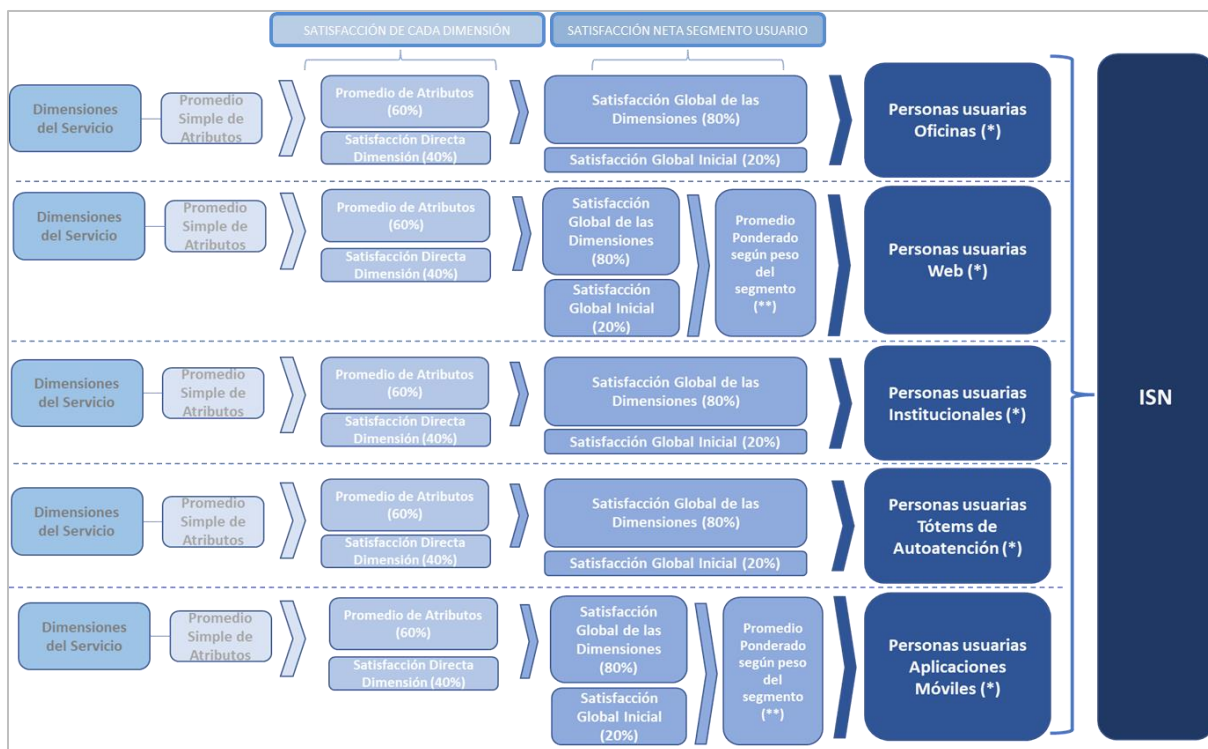 SATISFACCIÓN DE CADA DIMENSIÓN
SATISFACCIÓN NETA SEGMENTO USUARIO
Dimensiones
del Servicio
Promedio
Simple de
Atributos
Promedio de Atributos
(60%)
Satisfacción Directa
Dimensión (40%)
Satisfacción Global de las
Dimensiones (80%)
Satisfacción Global Inicial (20%)
Personas usuarias
Oficinas (*)
Dimensiones
del Servicio
Promedio
Simple de
Atributos
Promedio de Atributos
(60%)
Satisfacción Directa
Dimensión (40%)
Satisfacción
Global de las
Dimensiones
(80%)
Satisfacción
Global Inicial
(20%)
Promedio
Ponderado
según peso
del
segmento
(**)
Personas usuarias
Web (*)
Dimensiones
del Servicio
Promedio
Simple de
Atributos
Promedio de Atributos
(60%)
Satisfacción Directa
Dimensión (40%)
Satisfacción Global de las
Dimensiones (80%)
Satisfacción Global Inicial (20%)
Personas usuarias
Institucionales (*)
Dimensiones
del Servicio
Promedio
Simple de
Atributos
Promedio de Atributos
(60%)
Satisfacción Directa
Dimensión (40%)
Satisfacción Global de las
Dimensiones (80%)
Satisfacción Global Inicial (20%)
Personas usuarias
Tótems de
Autoatención (*)
Dimensiones
del Servicio
Promedio
Simple de
Atributos
Promedio de Atributos
(60%)
Satisfacción Directa
Dimensión (40%)
Satisfacción
Global de las
Dimensiones
(80%)
Satisfacción
Global Inicial
(20%)
Promedio
Ponderado
según peso
del
segmento
(**)
Personas usuarias
Aplicaciones
Móviles (*)
ISN